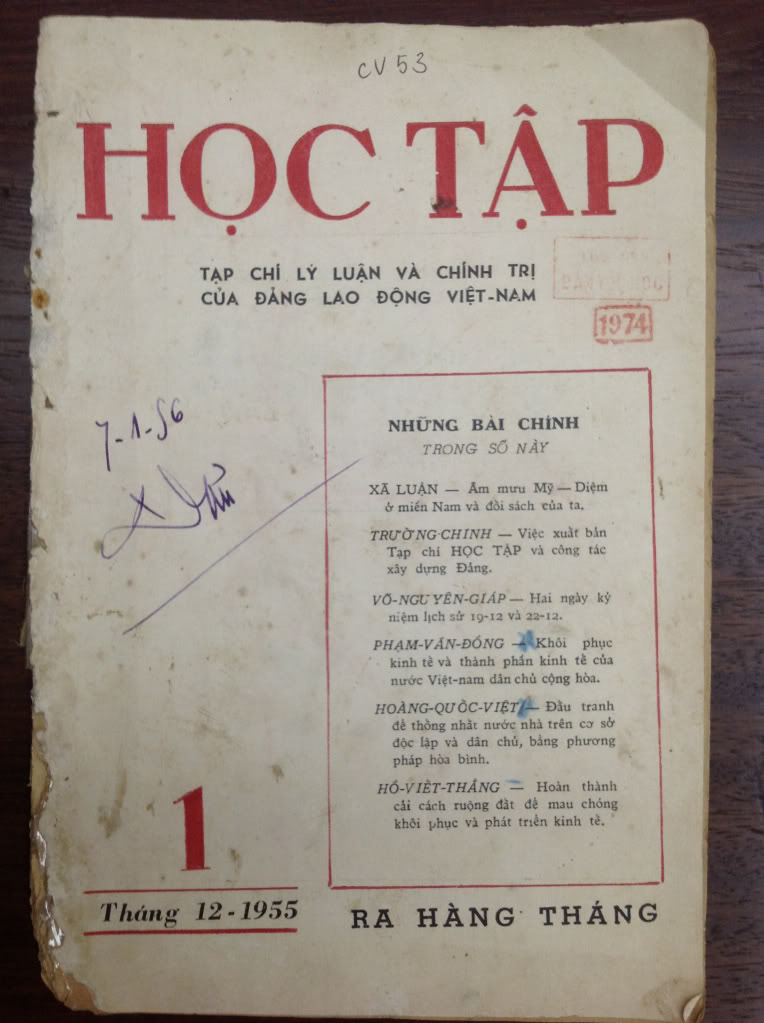 CV 53
HỌC TẬP
TẠP CHÍ LÝ LUẬN VÀ CHÍNH TRỊ
CỦA ĐẢNG LAO ĐỘNG VIỆT-NAM
1974
7-1-56
NHỮNG BÀI CHÍNH
TRONG SỐ NÀY
XÃ LUẬN — Âm mưu Mỹ — Diệm
ở miền Nam và đối sách của ta.
TRƯỜNG-CHINH — Việc xuất bản
Tạp chí HỌC TẬP và công tác
xây dựng Đảng.
VÕ-NGUYÊN-GIÁP — Hai ngày kỷ
niệm lịch sử 19-12 và 22-12.
PHẠM-VĂN-ĐỒNG — Khôi phục
kinh tế và thành phần kinh tế của
nước Việt-nam dân chủ cộng hòa.
HOÀNG-QUỐC-VIỆT — Đấu tranh
để thống nhất nước nhà trên cơ sở
độc lập và dân chủ, bằng phương
pháp hòa bình.
HỒ-VIẾT-THẮNG — Hoàn thành
cải cách ruộng đất để mau chóng
khôi phục và phát triển kinh tế.
1
Tháng 12-1955
RA HÀNG THÁNG